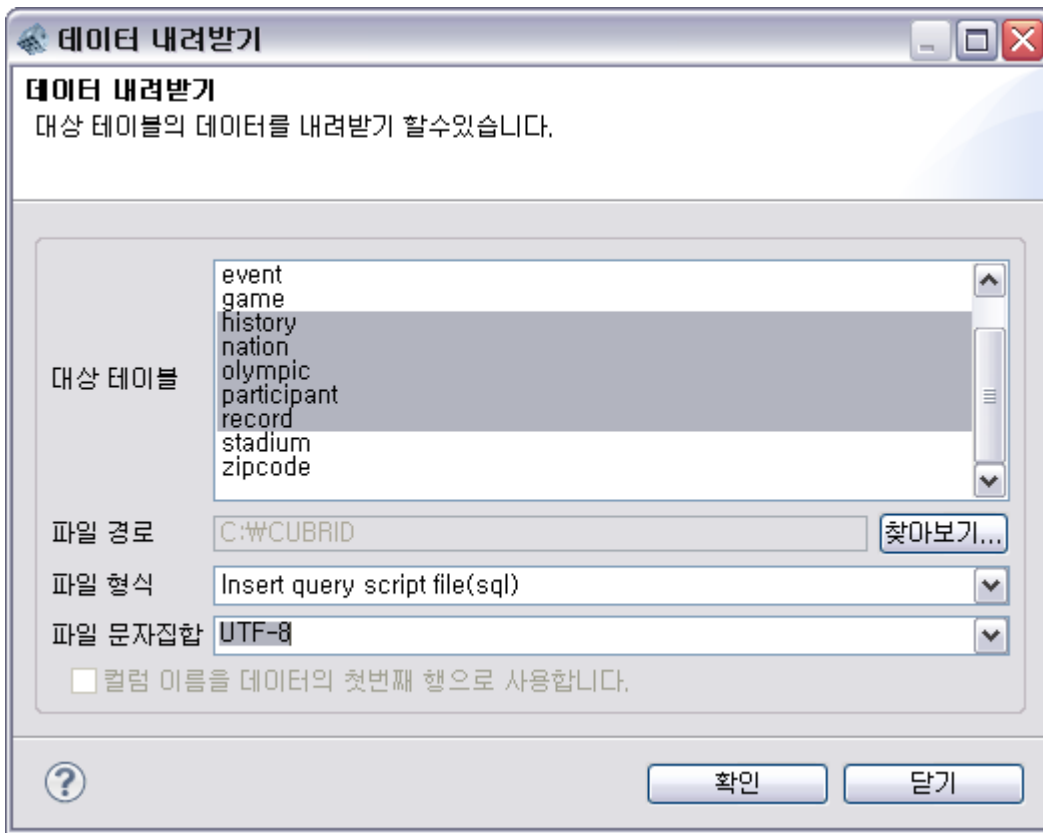 데이터 내려받기
데이터 내려받기
대상 테이블의 데이터를 내려받기 할수있습니다.
대상 테이블
event
game
history
nation
olympic
participant
record
stadium
zipcode
파일 경로 C:₩CUBRID 찾아보기...
파일 형식 Insert query script file(sql)
파일 문자집합 UTF-8
컬럼 이름을 데이터의 첫번째 행으로 사용합니다.
? 확인 닫기